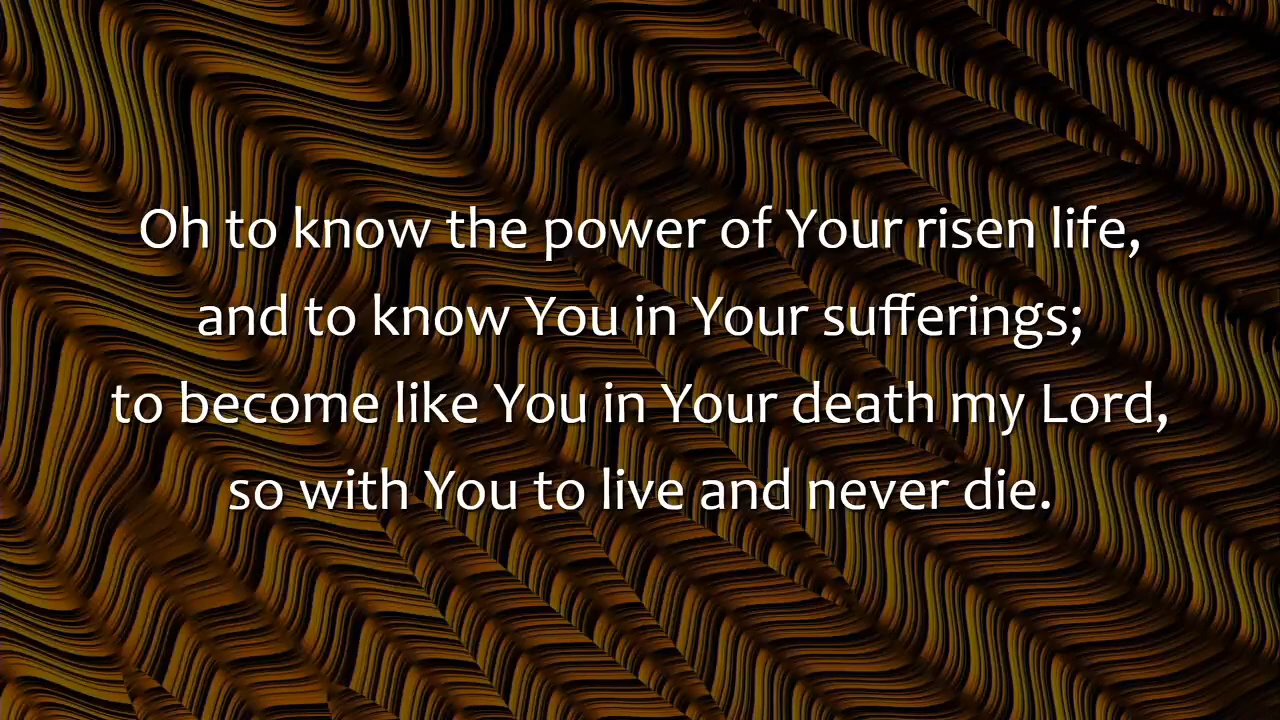 Oh to know the power of Your risen life,
and to know You in Your sufferings;
to become like You in Your death my Lord,
so with You to live and never die.